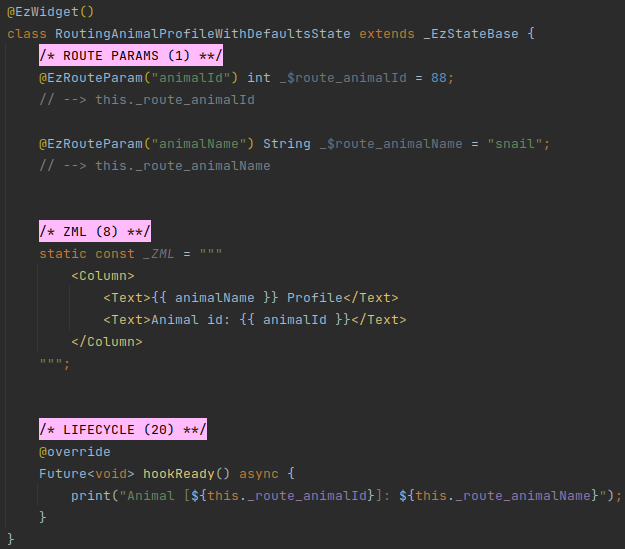 @EzWidget()
class RoutingAnimalProfileWithDefaultsState extends _EzStateBase {
    /* ROUTE PARAMS (1) **/
    @EzRouteParam("animalId") int _$route_animalId = 88;
    // --> this._route_animalId

    @EzRouteParam("animalName") String _$route_animalName = "snail";
    // --> this._route_animalName


    /* ZML (8) **/
    static const _ZML = """
        <Column>
            <Text>{{ animalName }} Profile</Text>
            <Text>Animal id: {{ animalId }}</Text>
        </Column>
    """;


    /* LIFECYCLE (20) **/
    @override
    Future<void> hookReady() async {
        print("Animal [${this._route_animalId}]: ${this._route_animalName}");
    }
}